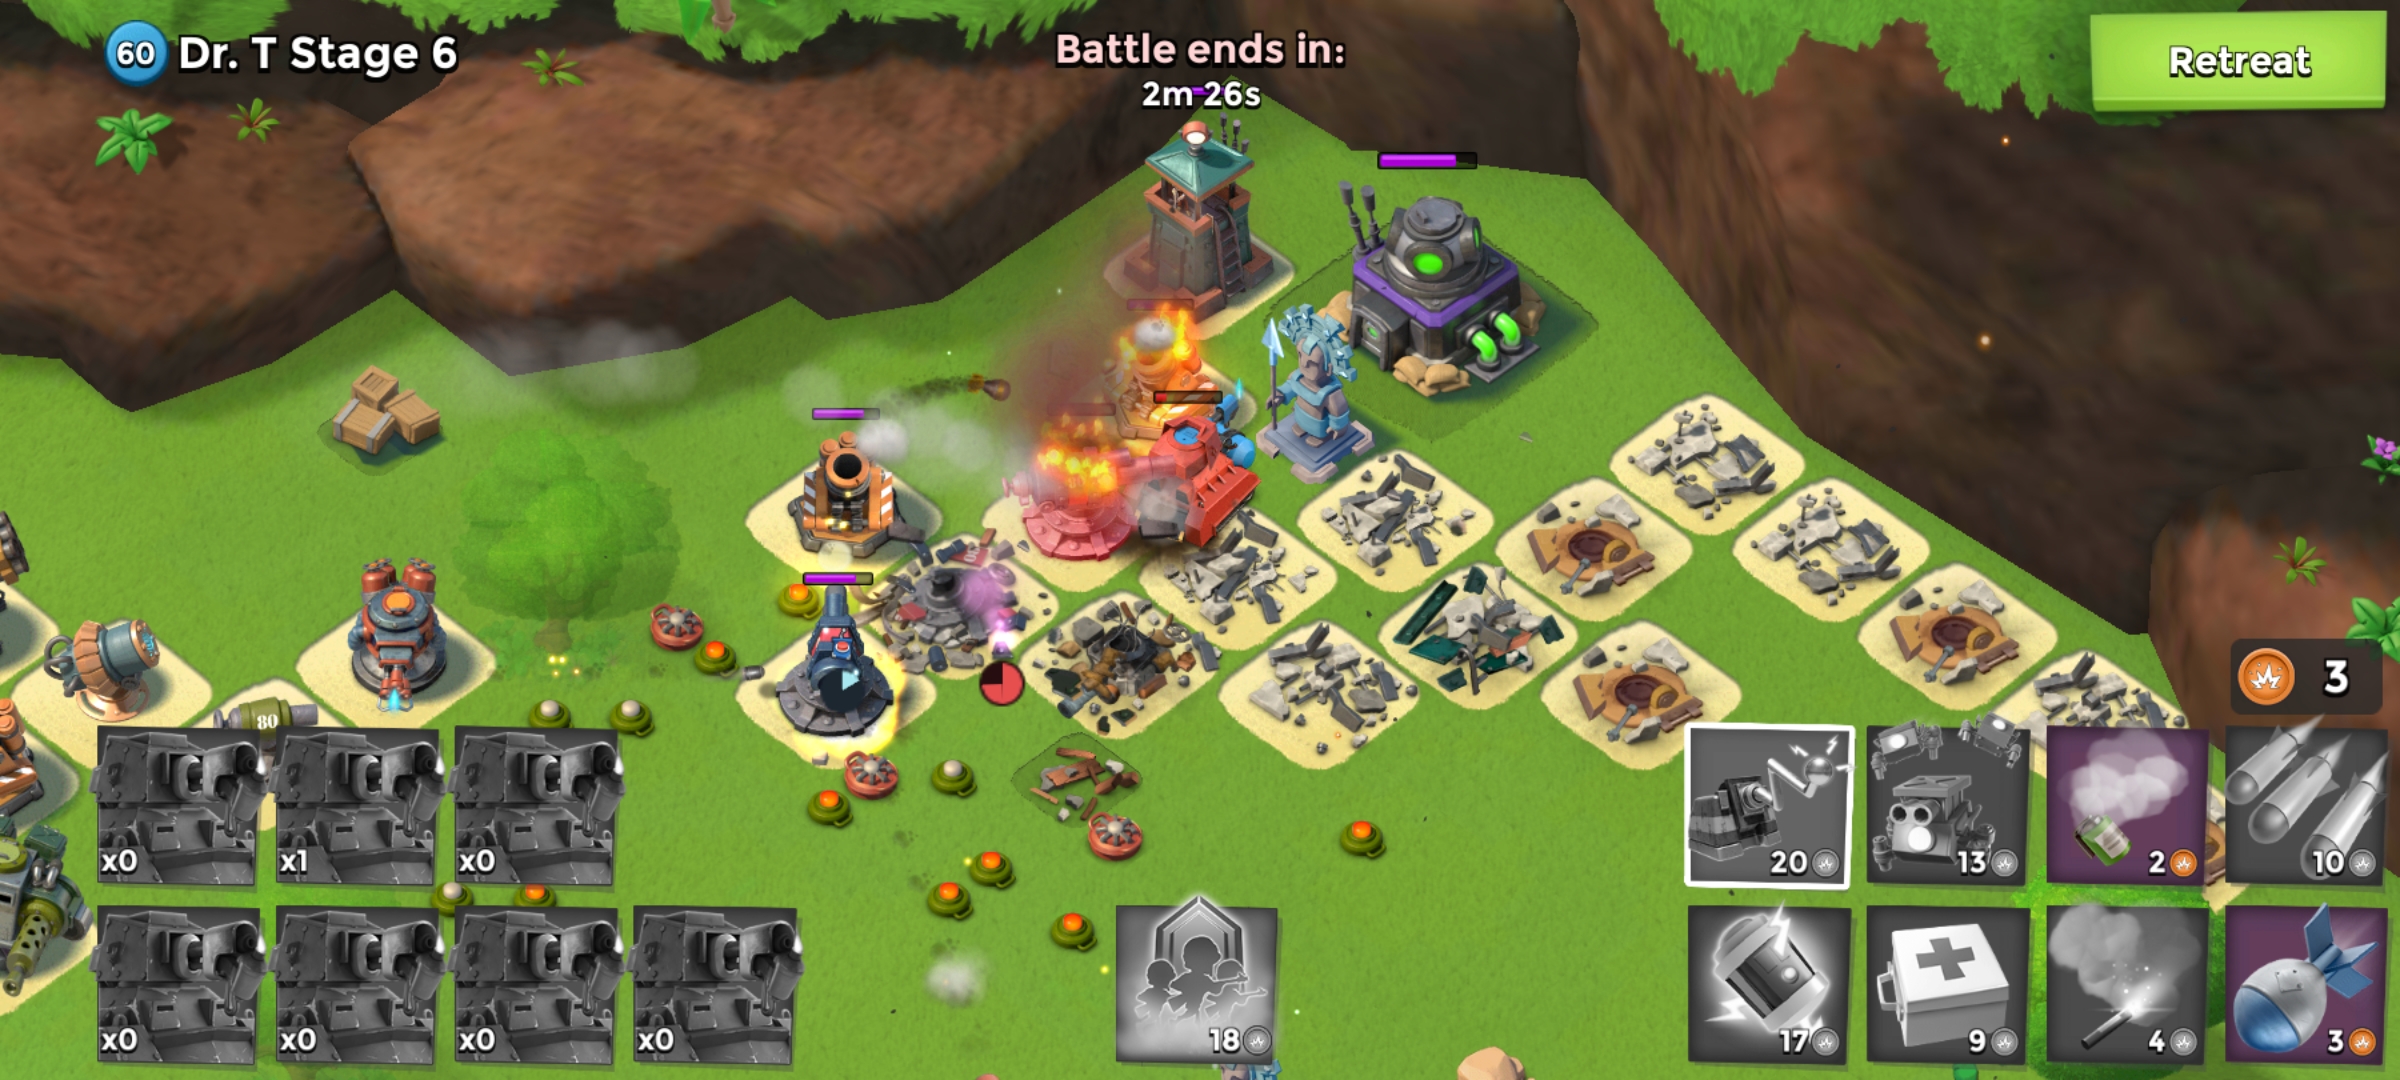 60 Dr. T Stage 6
Battle ends in:
2m 26s
Retreat
80
3
x0
x1
x0
20
13
2
10
x0
x0
x0
x0
18
17
9
4
3